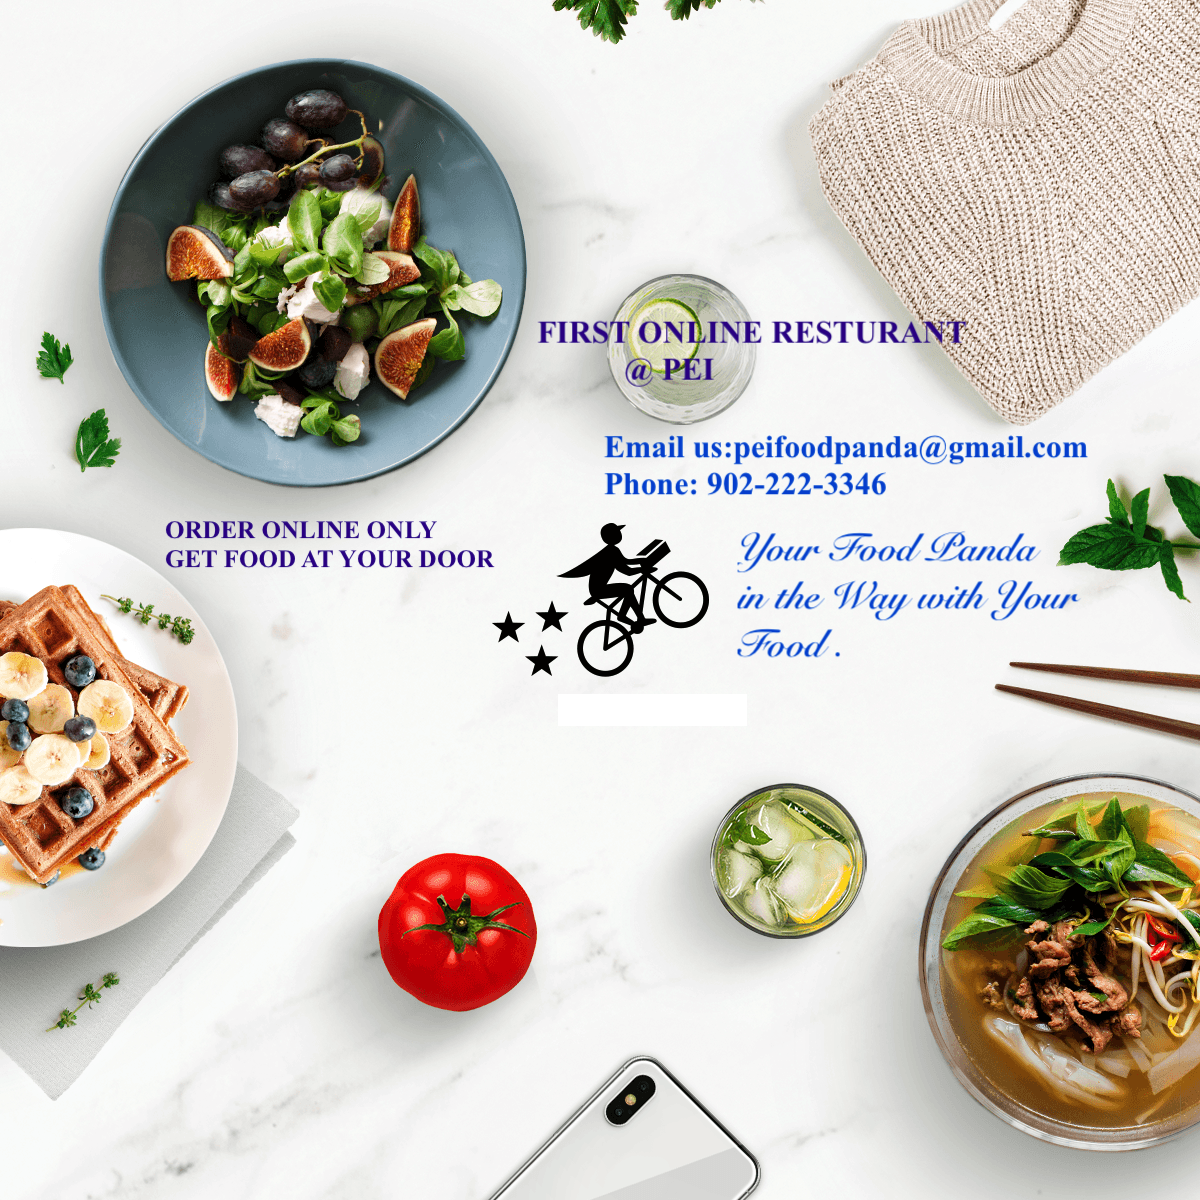 FIRST ONLINE RESTURANT
@ PEI
Email us:peifoodpanda@gmail.com
Phone: 902-222-3346
ORDER ONLINE ONLY
GET FOOD AT YOUR DOOR
Your Food Panda
in the Way with Your
Food .